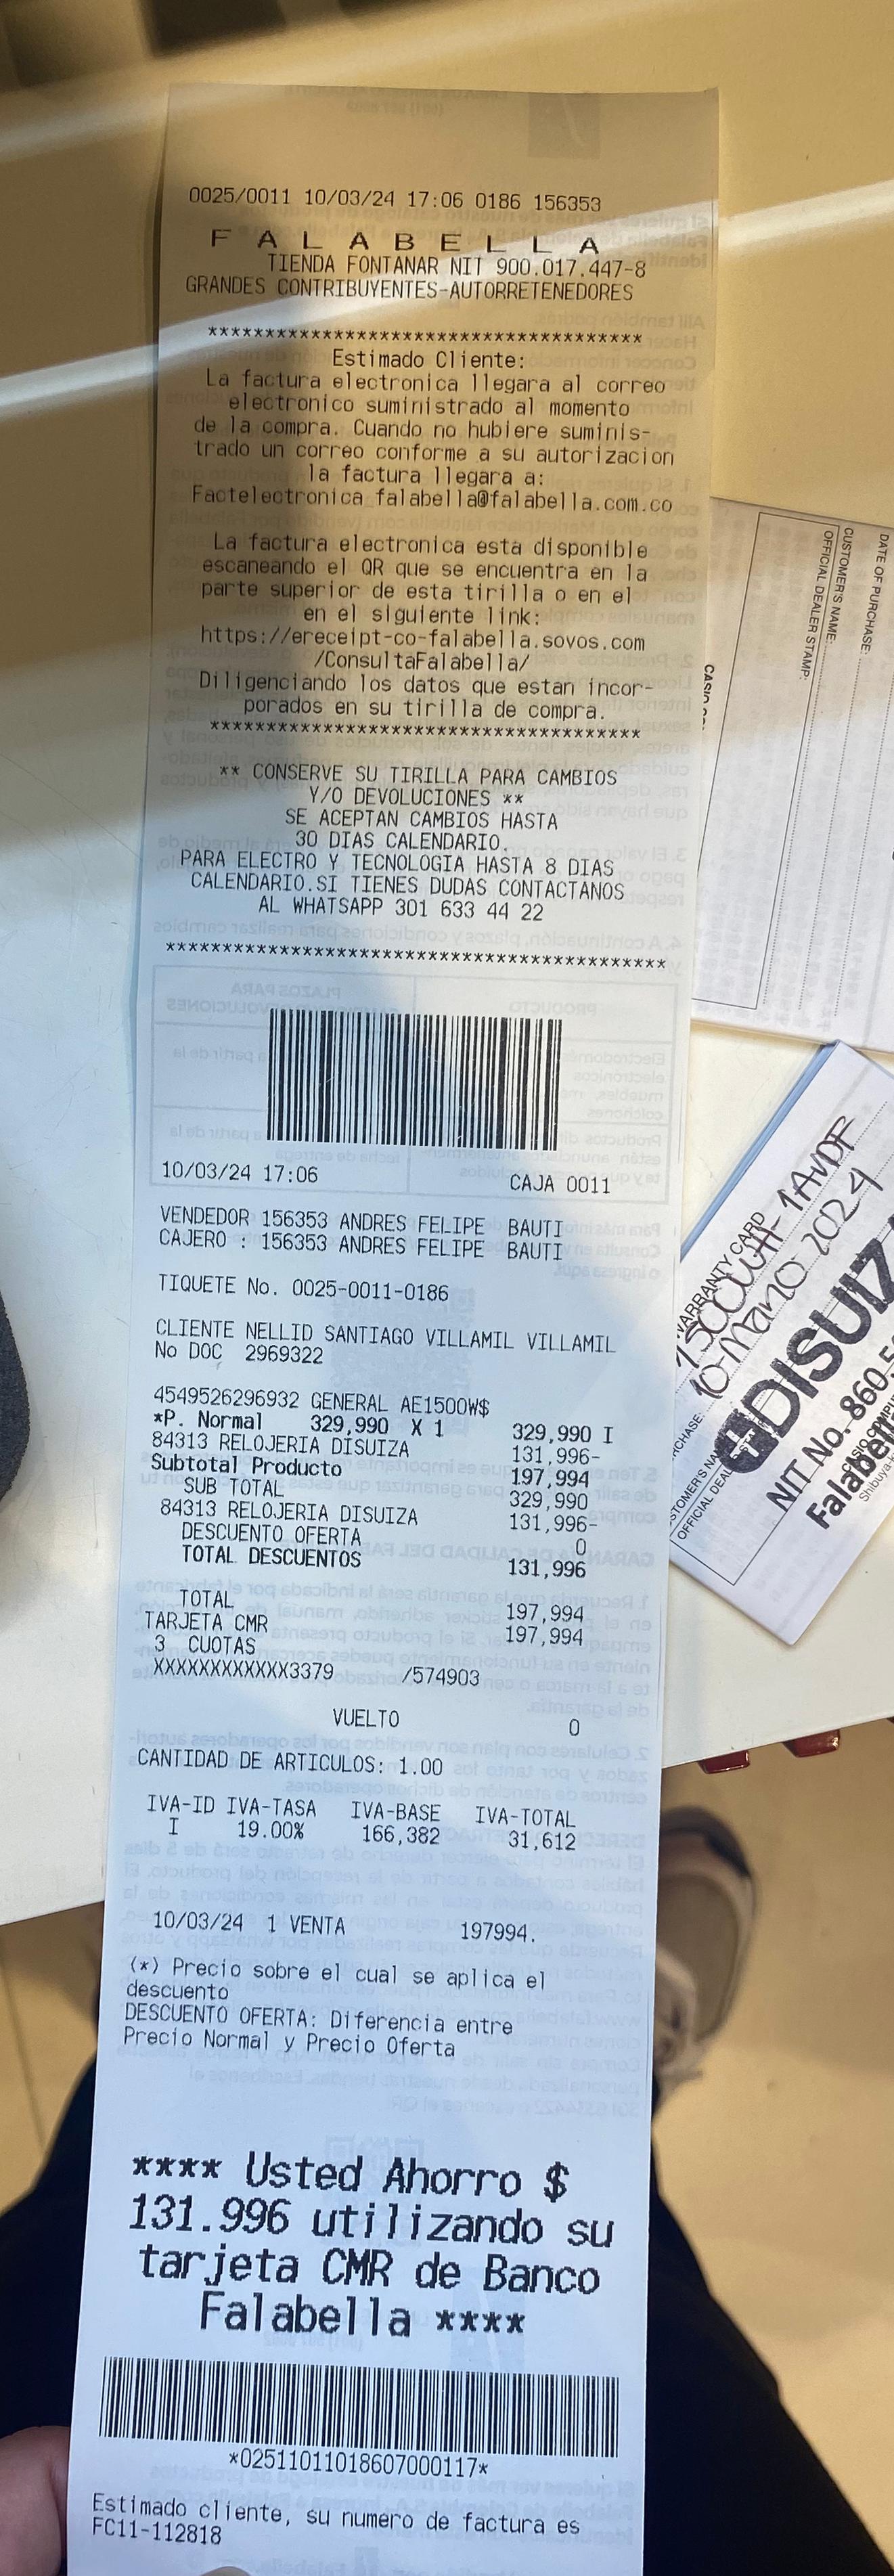 0025/0011 10/03/24 17:06 0186 156353
F A L A B E L L A
TIENDA FONTANAR NIT 900.017.447-8
GRANDES CONTRIBUYENTES-AUTORRETENEDORES
****************************************
Estimado Cliente:
La factura electronica llegara al correo
electronico suministrado al momento
de la compra. Cuando no hubiere suminis-
trado un correo conforme a su autorizacion
la factura llegara a:
Factelectronica_falabella@falabella.com.co
La factura electronica esta disponible
escaneando el QR que se encuentra en la
parte superior de esta tirilla o en el
en el siguiente link:
https://ereceipt-co-falabella.sovos.com
/ConsultaFalabella/
Diligenciando los datos que estan incor-
porados en su tirilla de compra.
****************************************
** CONSERVE SU TIRILLA PARA CAMBIOS
Y/O DEVOLUCIONES **
SE ACEPTAN CAMBIOS HASTA
30 DIAS CALENDARIO.
PARA ELECTRO Y TECNOLOGIA HASTA 8 DIAS
CALENDARIO.SI TIENES DUDAS CONTACTANOS
AL WHATSAPP 301 633 44 22
********************************************
10/03/24 17:06 CAJA 0011
VENDEDOR 156353 ANDRES FELIPE BAUTI
CAJERO : 156353 ANDRES FELIPE BAUTI
TIQUETE No. 0025-0011-0186
CLIENTE NELLID SANTIAGO VILLAMIL VILLAMIL
No DOC 2969322
4549526296932 GENERAL AE1500W$
*P. Normal 329,990 X 1 329,990 I
84313 RELOJERIA DISUIZA 131,996-
Subtotal Producto 197,994
SUB TOTAL 329,990
84313 RELOJERIA DISUIZA 131,996-
DESCUENTO OFERTA 0
TOTAL DESCUENTOS 131,996
TOTAL 197,994
TARJETA CMR 197,994
3 CUOTAS
XXXXXXXXXXXX3379 /574903
VUELTO 0
CANTIDAD DE ARTICULOS: 1.00
IVA-ID IVA-TASA IVA-BASE IVA-TOTAL
I 19.00% 166,382 31,612
10/03/24 1 VENTA 197994.
(*) Precio sobre el cual se aplica el
descuento
DESCUENTO OFERTA: Diferencia entre
Precio Normal y Precio Oferta
**** Usted Ahorro $
131.996 utilizando su
tarjeta CMR de Banco
Falabella ****
*02511011018607000117*
Estimado cliente, su numero de factura es
FC11-112818
DATE OF PURCHASE:
CUSTOMER'S NAME:
OFFICIAL DEALER STAMP:
WARRANTY CARD
10-Marzo 2024
DISUIZA
NIT No. 860
Falabella